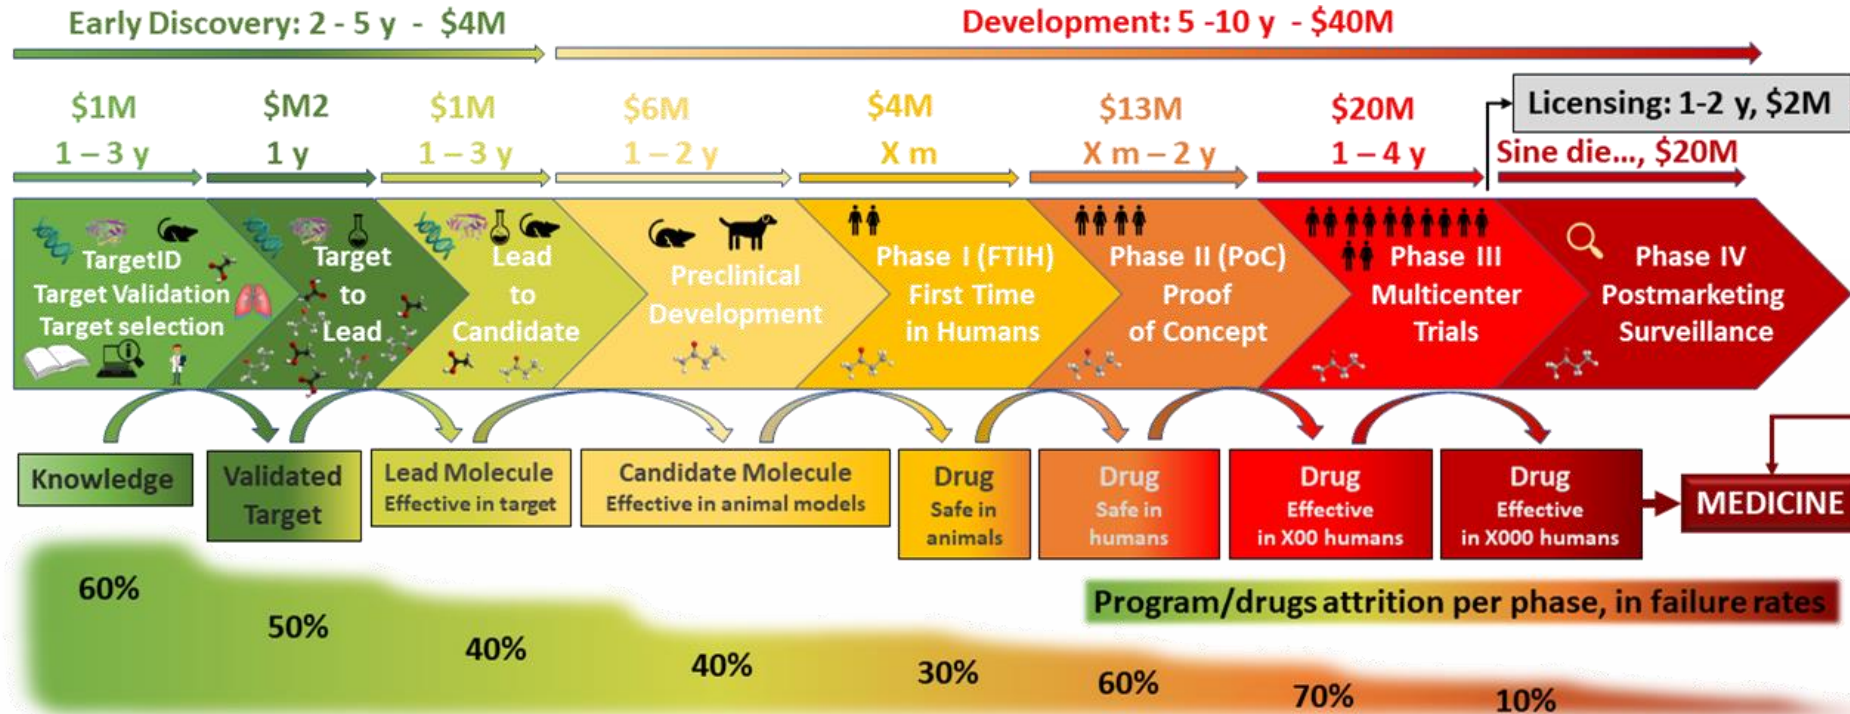 Early Discovery: 2 - 5 y - $4M
Development: 5 -10 y - $40M
$1M
1 – 3 y
$M2
1 y
$1M
1 – 3 y
$6M
1 – 2 y
$4M
X m
$13M
X m – 2 y
$20M
1 – 4 y
Licensing: 1-2 y, $2M
Sine die..., $20M
TargetID
Target Validation
Target selection
Target
to
Lead
Lead
to
Candidate
Preclinical
Development
Phase I (FTIH)
First Time
in Humans
Phase II (PoC)
Proof
of Concept
Phase III
Multicenter
Trials
Phase IV
Postmarketing
Surveillance
Knowledge
Validated
Target
Lead Molecule
Effective in target
Candidate Molecule
Effective in animal models
Drug
Safe in
animals
Drug
Safe in
humans
Drug
Effective
in X00 humans
Drug
Effective
in X000 humans
MEDICINE
Program/drugs attrition per phase, in failure rates
60%
50%
40%
40%
30%
60%
70%
10%